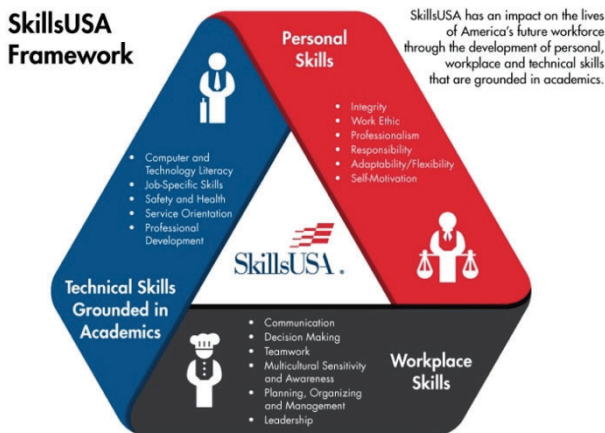 SkillsUSA
Framework
SkillsUSA has an impact on the lives
of America's future workforce
through the development of personal,
workplace and technical skills
that are grounded in academics.
Personal
Skills
• Integrity
• Work Ethic
• Professionalism
• Responsibility
• Adaptability/Flexibility
• Self-Motivation
• Computer and
Technology Literacy
• Job-Specific Skills
• Safety and Health
• Service Orientation
• Professional
Development
Technical Skills
Grounded in
Academics
SkillsUSA®
• Communication
• Decision Making
• Teamwork
• Multicultural Sensitivity
and Awareness
• Planning, Organizing
and Management
• Leadership
Workplace
Skills